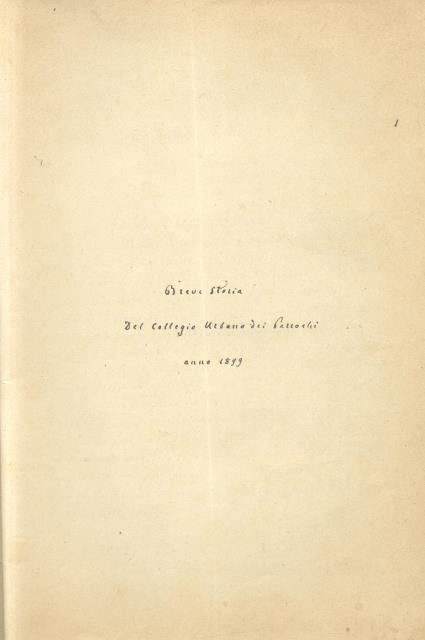 1
Breve Storia
Del Collegio Urbano dei Parrochi
anno 1899